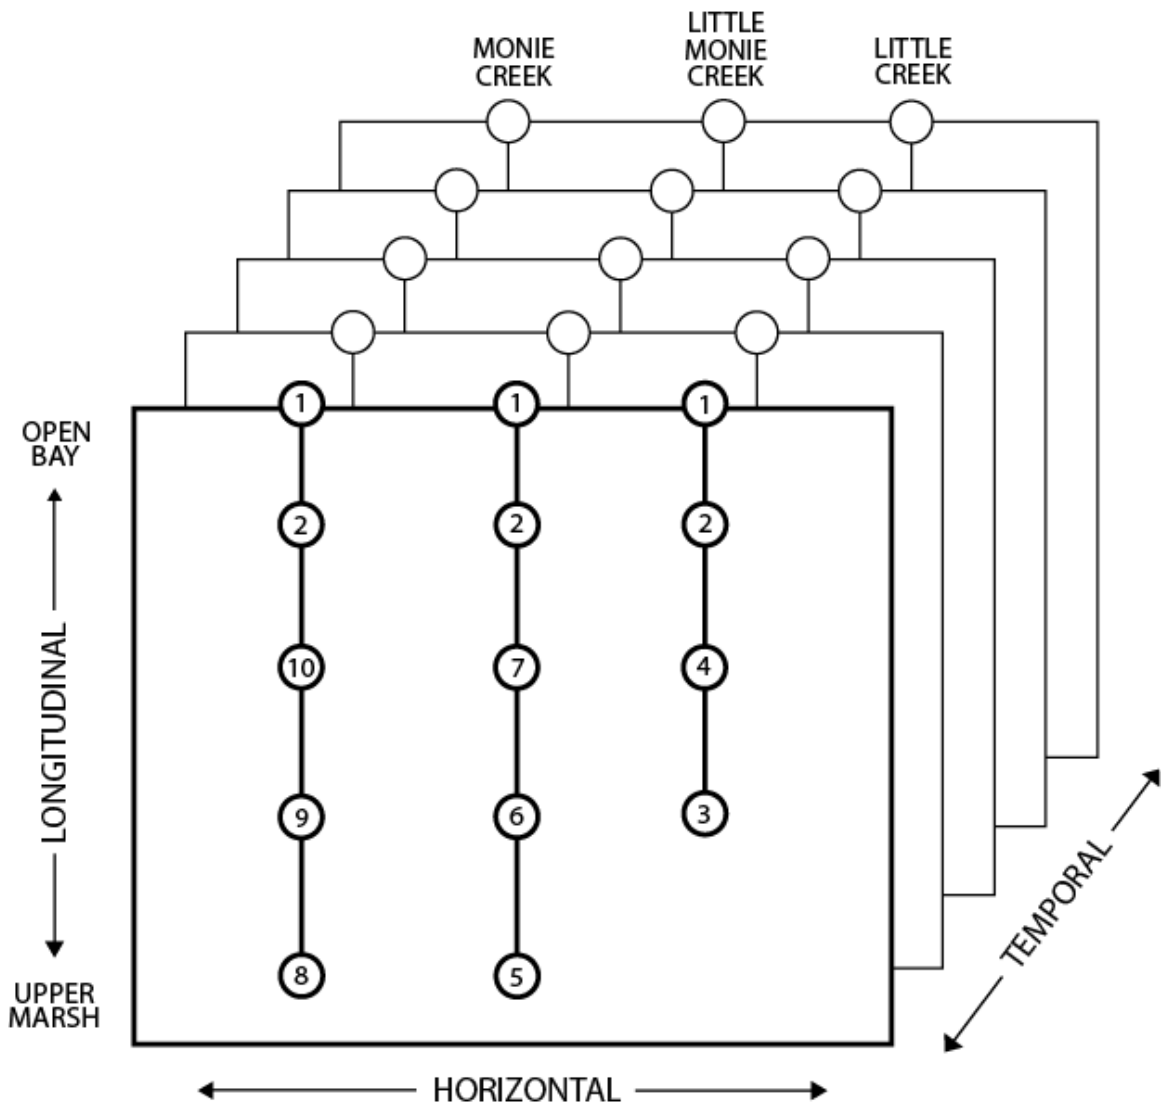 MONIE
CREEK
LITTLE
MONIE
CREEK
LITTLE
CREEK
OPEN
BAY
LONGITUDINAL
UPPER
MARSH
1 1 1
2 2 2
10 7 4
9 6 3
8 5
TEMPORAL
HORIZONTAL